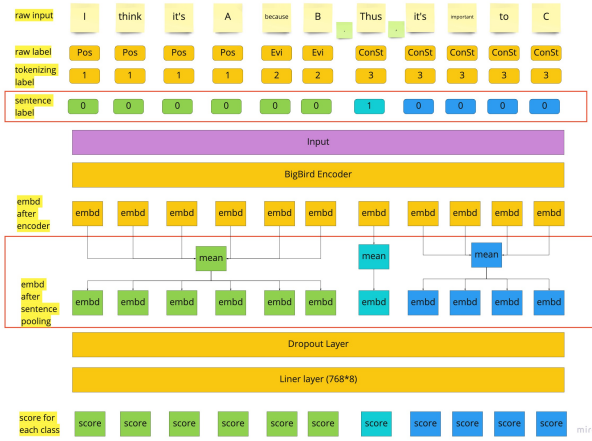 raw input I think it's A because B . Thus . it's important to C
raw label Pos Pos Pos Pos Evi Evi ConSt ConSt ConSt ConSt ConSt
tokenizing
label 1 1 1 1 2 2 3 3 3 3 3
sentence
label 0 0 0 0 0 0 1 0 0 0 0
Input
BigBird Encoder
embd
after
encoder
embd embd embd embd embd embd embd embd embd embd embd
mean mean mean
embd
after
sentence
pooling
embd embd embd embd embd embd embd embd embd embd embd
Dropout Layer
Liner layer (768*8)
score for
each class
score score score score score score score score score score score
mir